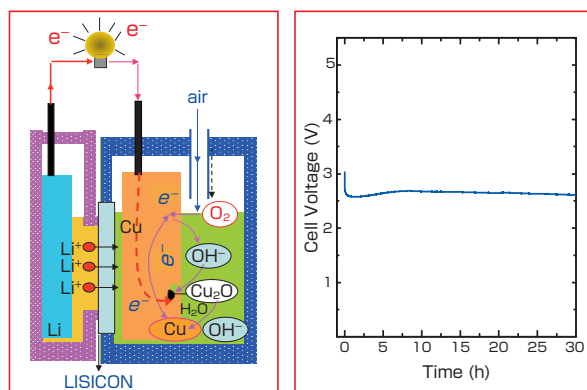 e⁻ e⁻
air
e⁻
O₂
Cu
Li⁺
Li⁺
Li⁺
e⁻
OH⁻
Cu₂O
H₂O
e⁻
Li
Cu
OH⁻
LISICON
Cell Voltage (V)
5
4
3
2
1
0 5 10 15 20 25 30
Time (h)